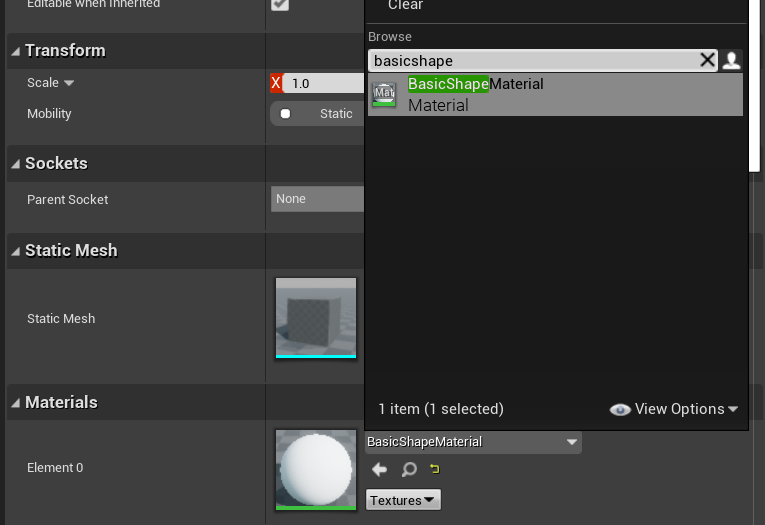 Editable when Inherited
Clear
Browse
basicshape
BasicShapeMaterial
Material
Mat
Transform
Scale
X 1.0
Mobility
Static
Sockets
Parent Socket
None
Static Mesh
Static Mesh
1 item (1 selected)
View Options
Materials
Element 0
BasicShapeMaterial
Textures